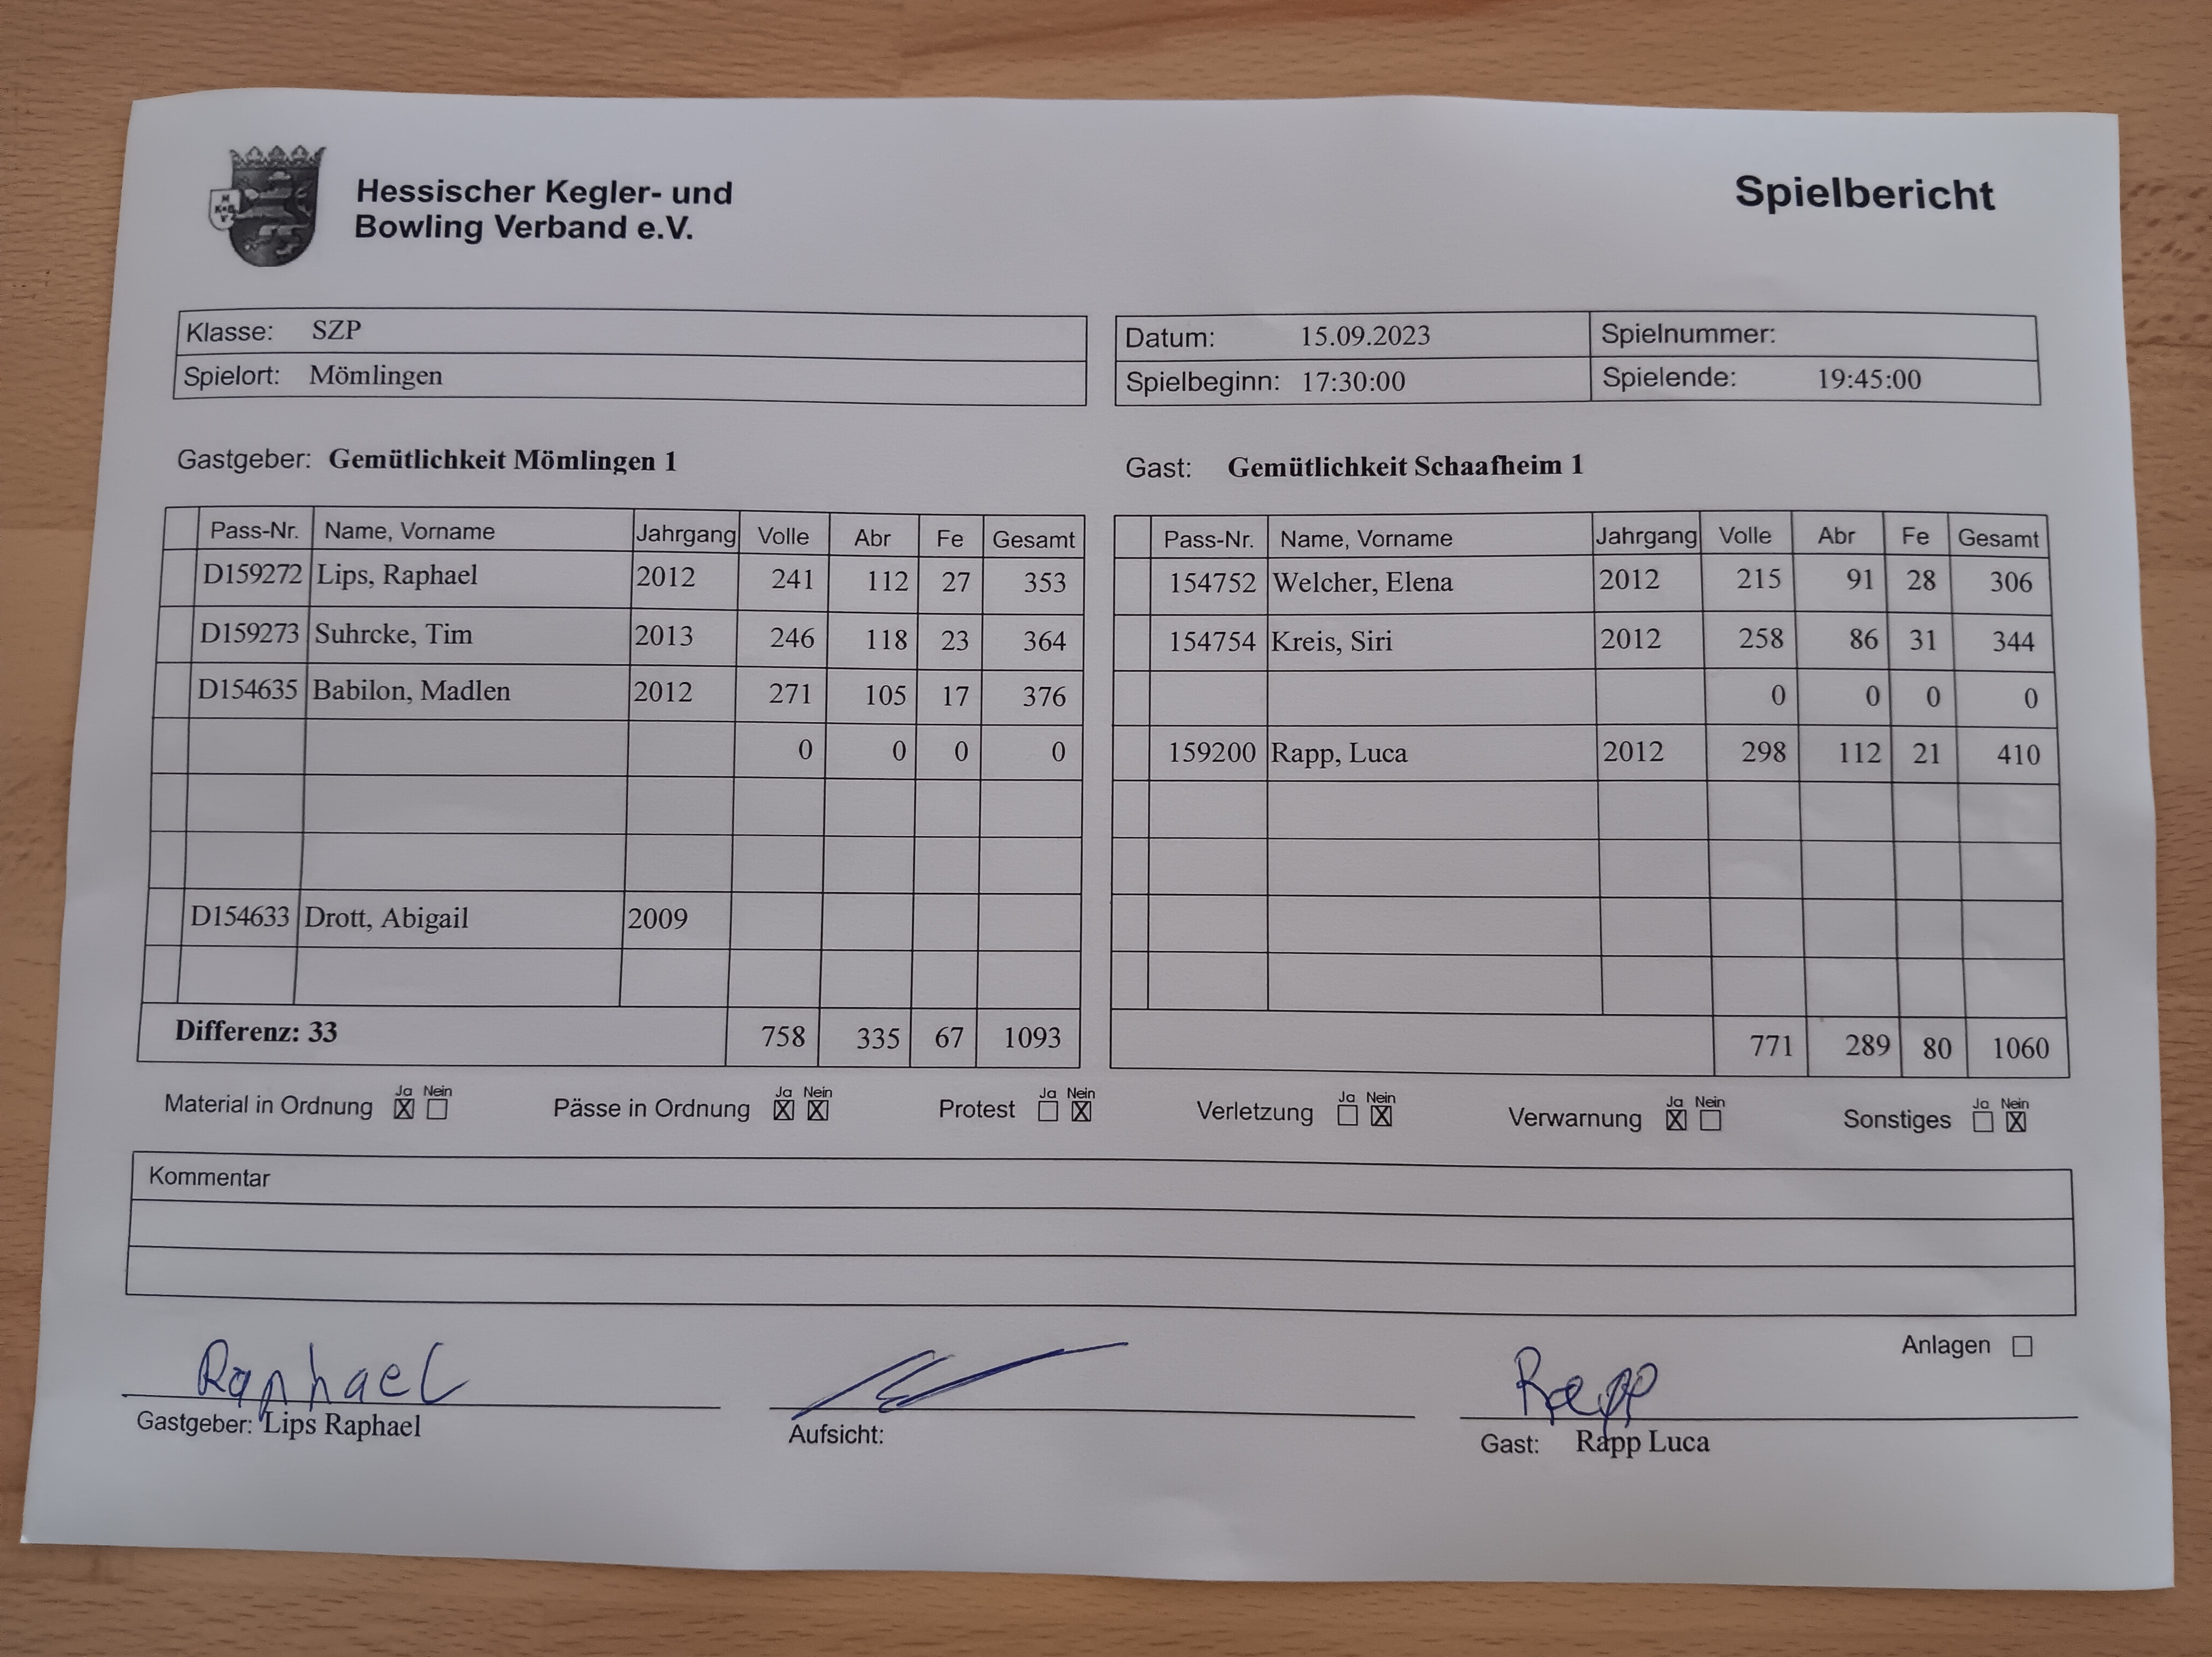 Hessischer Kegler- und
Bowling Verband e.V.
Spielbericht
Klasse: SZP
Spielort: Mömlingen
Datum: 15.09.2023 Spielnummer:
Spielbeginn: 17:30:00 Spielende: 19:45:00
Gastgeber: Gemütlichkeit Mömlingen 1
Pass-Nr. Name, Vorname Jahrgang Volle Abr Fe Gesamt
D159272 Lips, Raphael 2012 241 112 27 353
D159273 Suhrcke, Tim 2013 246 118 23 364
D154635 Babilon, Madlen 2012 271 105 17 376
0 0 0 0
D154633 Drott, Abigail 2009
Differenz: 33 758 335 67 1093
Gast: Gemütlichkeit Schaafheim 1
Pass-Nr. Name, Vorname Jahrgang Volle Abr Fe Gesamt
154752 Welcher, Elena 2012 215 91 28 306
154754 Kreis, Siri 2012 258 86 31 344
0 0 0 0
159200 Rapp, Luca 2012 298 112 21 410
771 289 80 1060
Ja Nein Ja Nein Ja Nein Ja Nein Ja Nein Ja Nein
Material in Ordnung X Pässe in Ordnung X X Protest X Verletzung X Verwarnung X Sonstiges X
Kommentar
Anlagen
Raphael
Rapp
Gastgeber: Lips Raphael
Aufsicht:
Gast: Rapp Luca